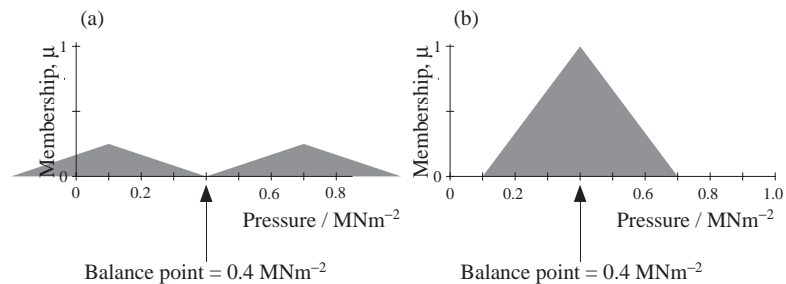 (a)
1
Membership, μ
0
0 0.2 0.6 0.8
Pressure / MNm⁻²
Balance point = 0.4 MNm⁻²
(b)
1
Membership, μ
0
0 0.2 0.6 0.8 1.0
Pressure / MNm⁻²
Balance point = 0.4 MNm⁻²